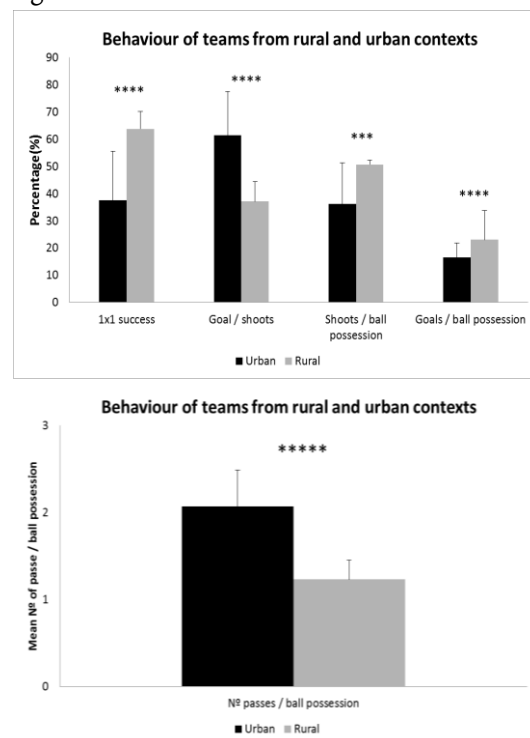 Behaviour of teams from rural and urban contexts
Percentage(%)
90
80
70
60
50
40
30
20
10
0
****
****
***
****
1x1 success
Goal / shoots
Shoots / ball
possession
Goals / ball possession
Urban
Rural
Behaviour of teams from rural and urban contexts
Mean Nº of passe / ball possession
3
2
1
0
*****
Nº passes / ball possession
Urban
Rural